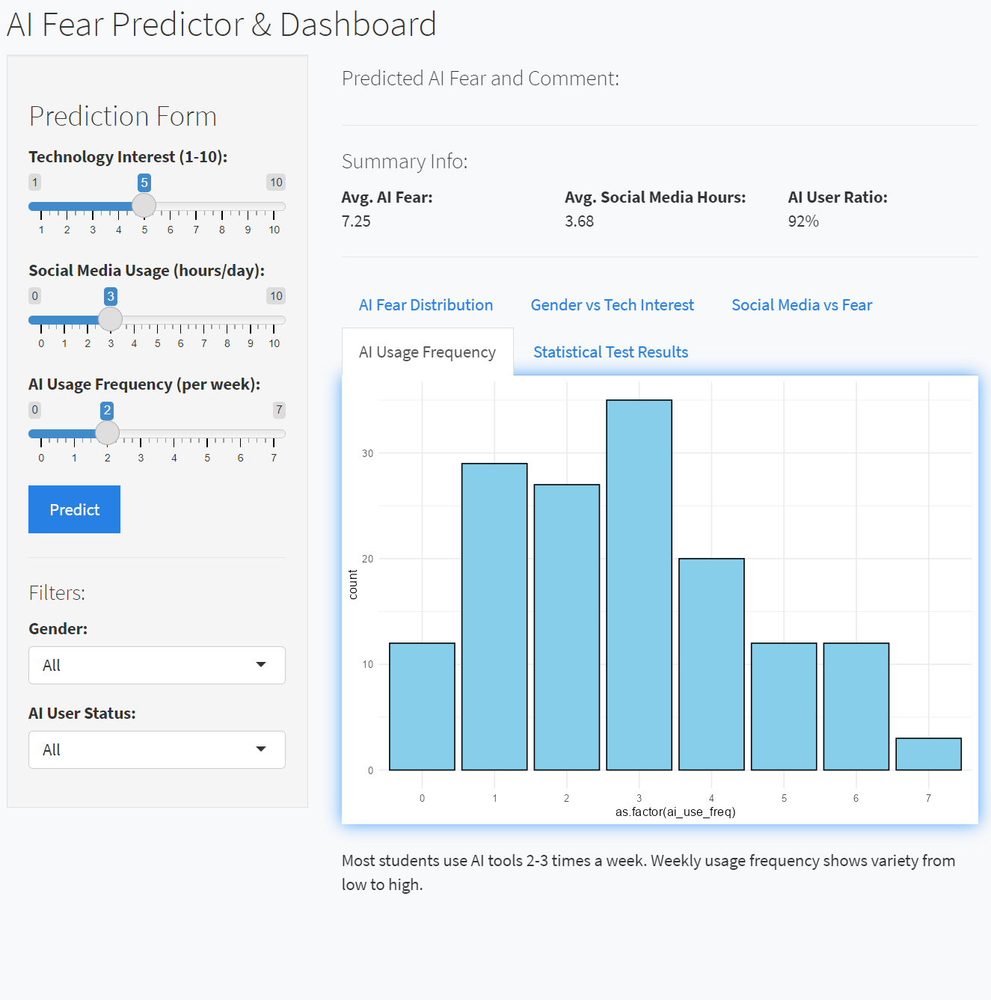 AI Fear Predictor & Dashboard
Prediction Form
Technology Interest (1-10):
1 5 10
1 2 3 4 5 6 7 8 9 10
Social Media Usage (hours/day):
0 3 10
0 1 2 3 4 5 6 7 8 9 10
AI Usage Frequency (per week):
0 2 7
0 1 2 3 4 5 6 7
Predict
Filters:
Gender:
All
AI User Status:
All
Predicted AI Fear and Comment:
Summary Info:
Avg. AI Fear: Avg. Social Media Hours: AI User Ratio:
7.25 3.68 92%
AI Fear Distribution Gender vs Tech Interest Social Media vs Fear
AI Usage Frequency Statistical Test Results
30
20
10
0
count
0 1 2 3 4 5 6 7
as.factor(ai_use_freq)
Most students use AI tools 2-3 times a week. Weekly usage frequency shows variety from
low to high.